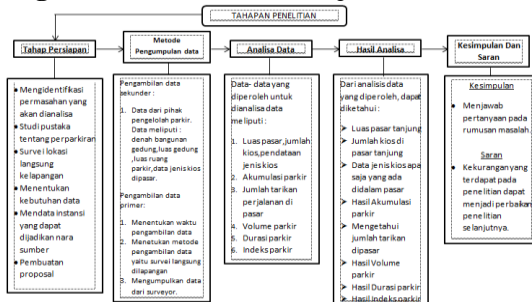 TAHAPAN PENELITIAN
Tahap Persiapan
Mengidentifikasi
permasahan yang
akan dianalisa
Studi pustaka
tentang perparkiran
Survei lokasi
langsung
kelapangan
Menentukan
kebutuhan data
Mendata instansi
yang dapat
dijadikan nara
sumber
Pembuatan
proposal
Metode
Pengumpulan data
Pengambilan data
sekunder :
1. Data dari pihak
pengelolah parkir.
Data meliputi :
denah bangunan
gedung,luas gedung
,luas ruang
parkir,data jenis kios
dipasar.
Pengambilan data
primer:
1. Menentukan waktu
pengambilan data
2. Menetukan metode
pengambilan data
yaitu survei langsung
dilapangan
3. Mengumpulkan data
dari surveyor.
Analisa Data
Data- data yang
diperoleh untuk
dianalisa data
meliputi :
1. Luas pasar,jumlah
kios,pendataan
jenis kios
2. Akumulasi parkir
3. Jumlah tarikan
perjalanan di
pasar
4. Volume parkir
5. Durasi parkir
6. Indeks parkir
Hasil Analisa
Dari analisis data
yang diperoleh, dapat
diketahui :
Luas pasar tanjung
Jumlah kios di
pasar tanjung
Data jenis kios apa
saja yang ada
didalam pasar
Hasil Akumulasi
parkir
Mengetahui
jumlah tarikan
dipasar
Hasil Volume
parkir
Hasil Durasi parkir
Hasil Indeks parkir
Kesimpulan Dan
Saran
Kesimpulan
Menjawab
pertanyaan pada
rumusan masalah.
Saran
Kekurangan yang
terdapat pada
penelitian dapat
menjadi perbaikan
penelitian
selanjutnya.